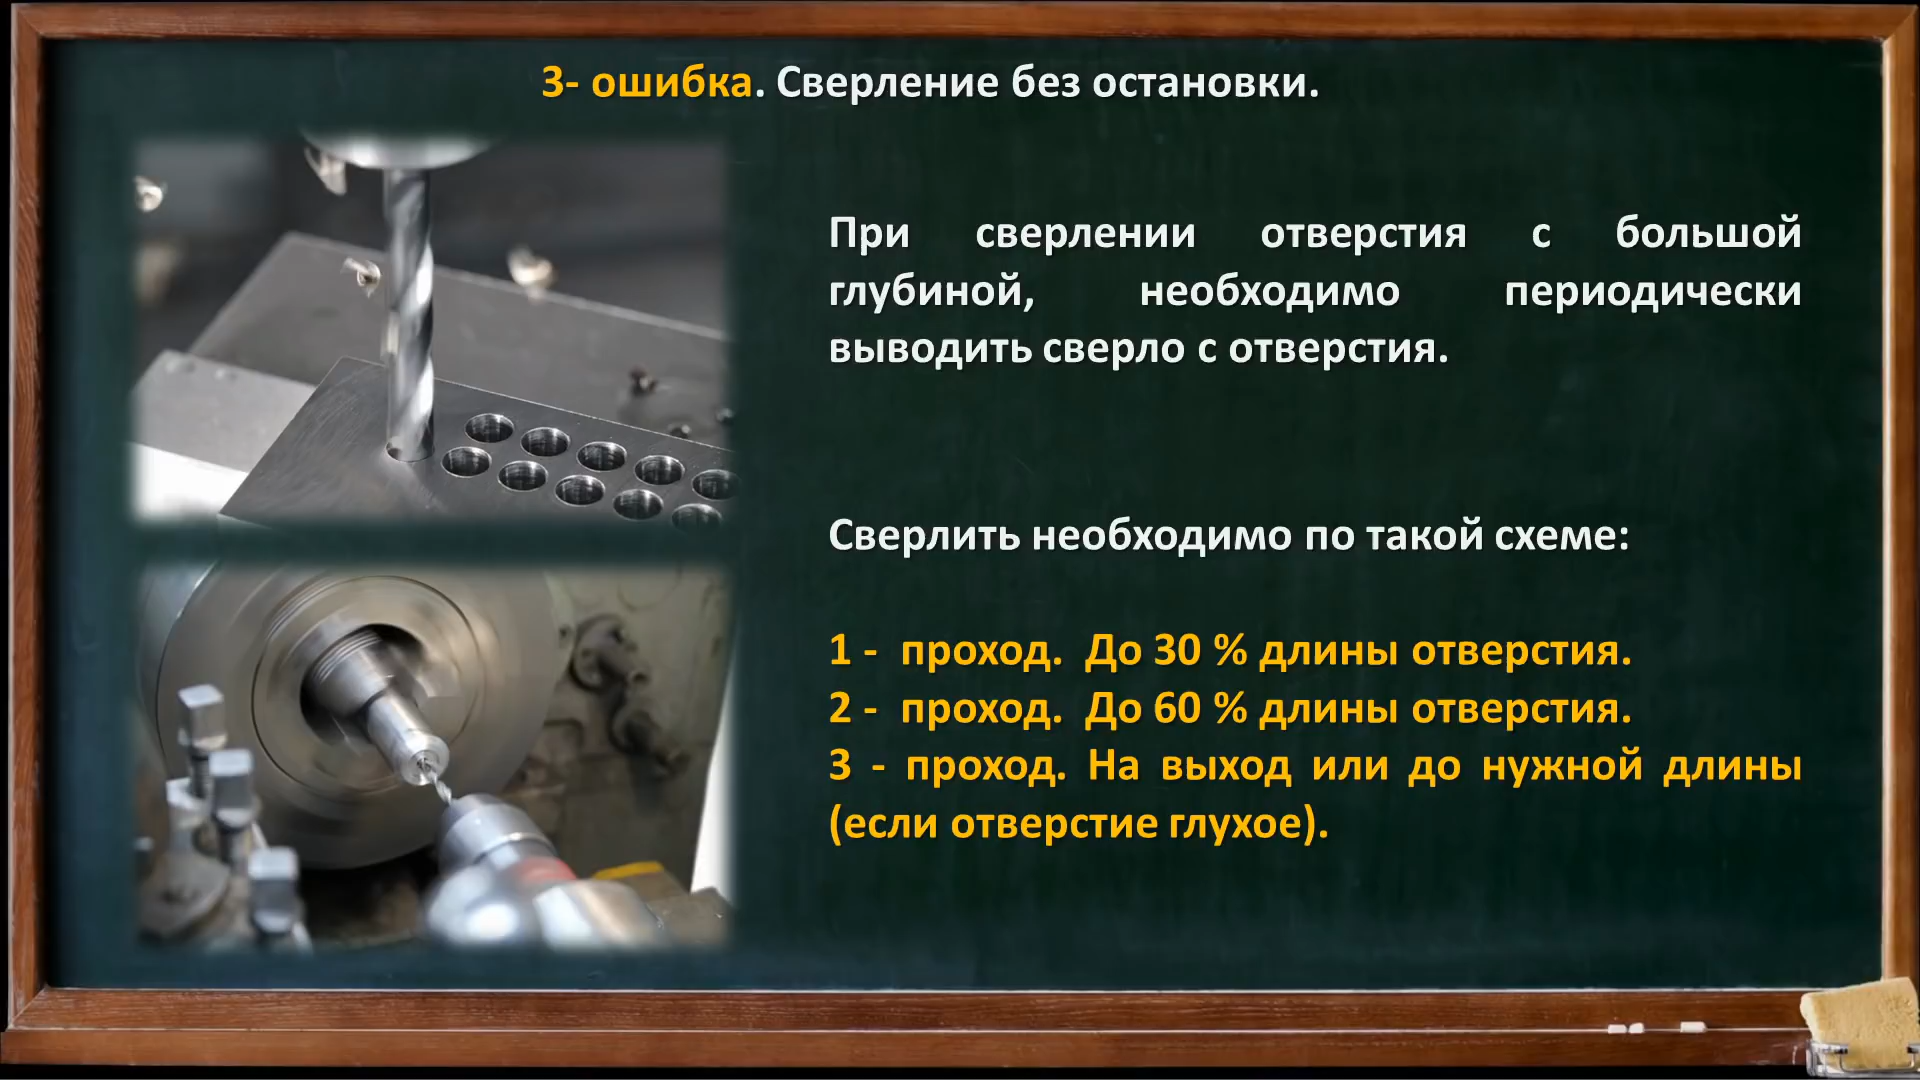 3- ошибка. Сверление без остановки.
При сверлении отверстия с большой
глубиной, необходимо периодически
выводить сверло с отверстия.
Сверлить необходимо по такой схеме:
1 - проход. До 30 % длины отверстия.
2 - проход. До 60 % длины отверстия.
3 - проход. На выход или до нужной длины
(если отверстие глухое).